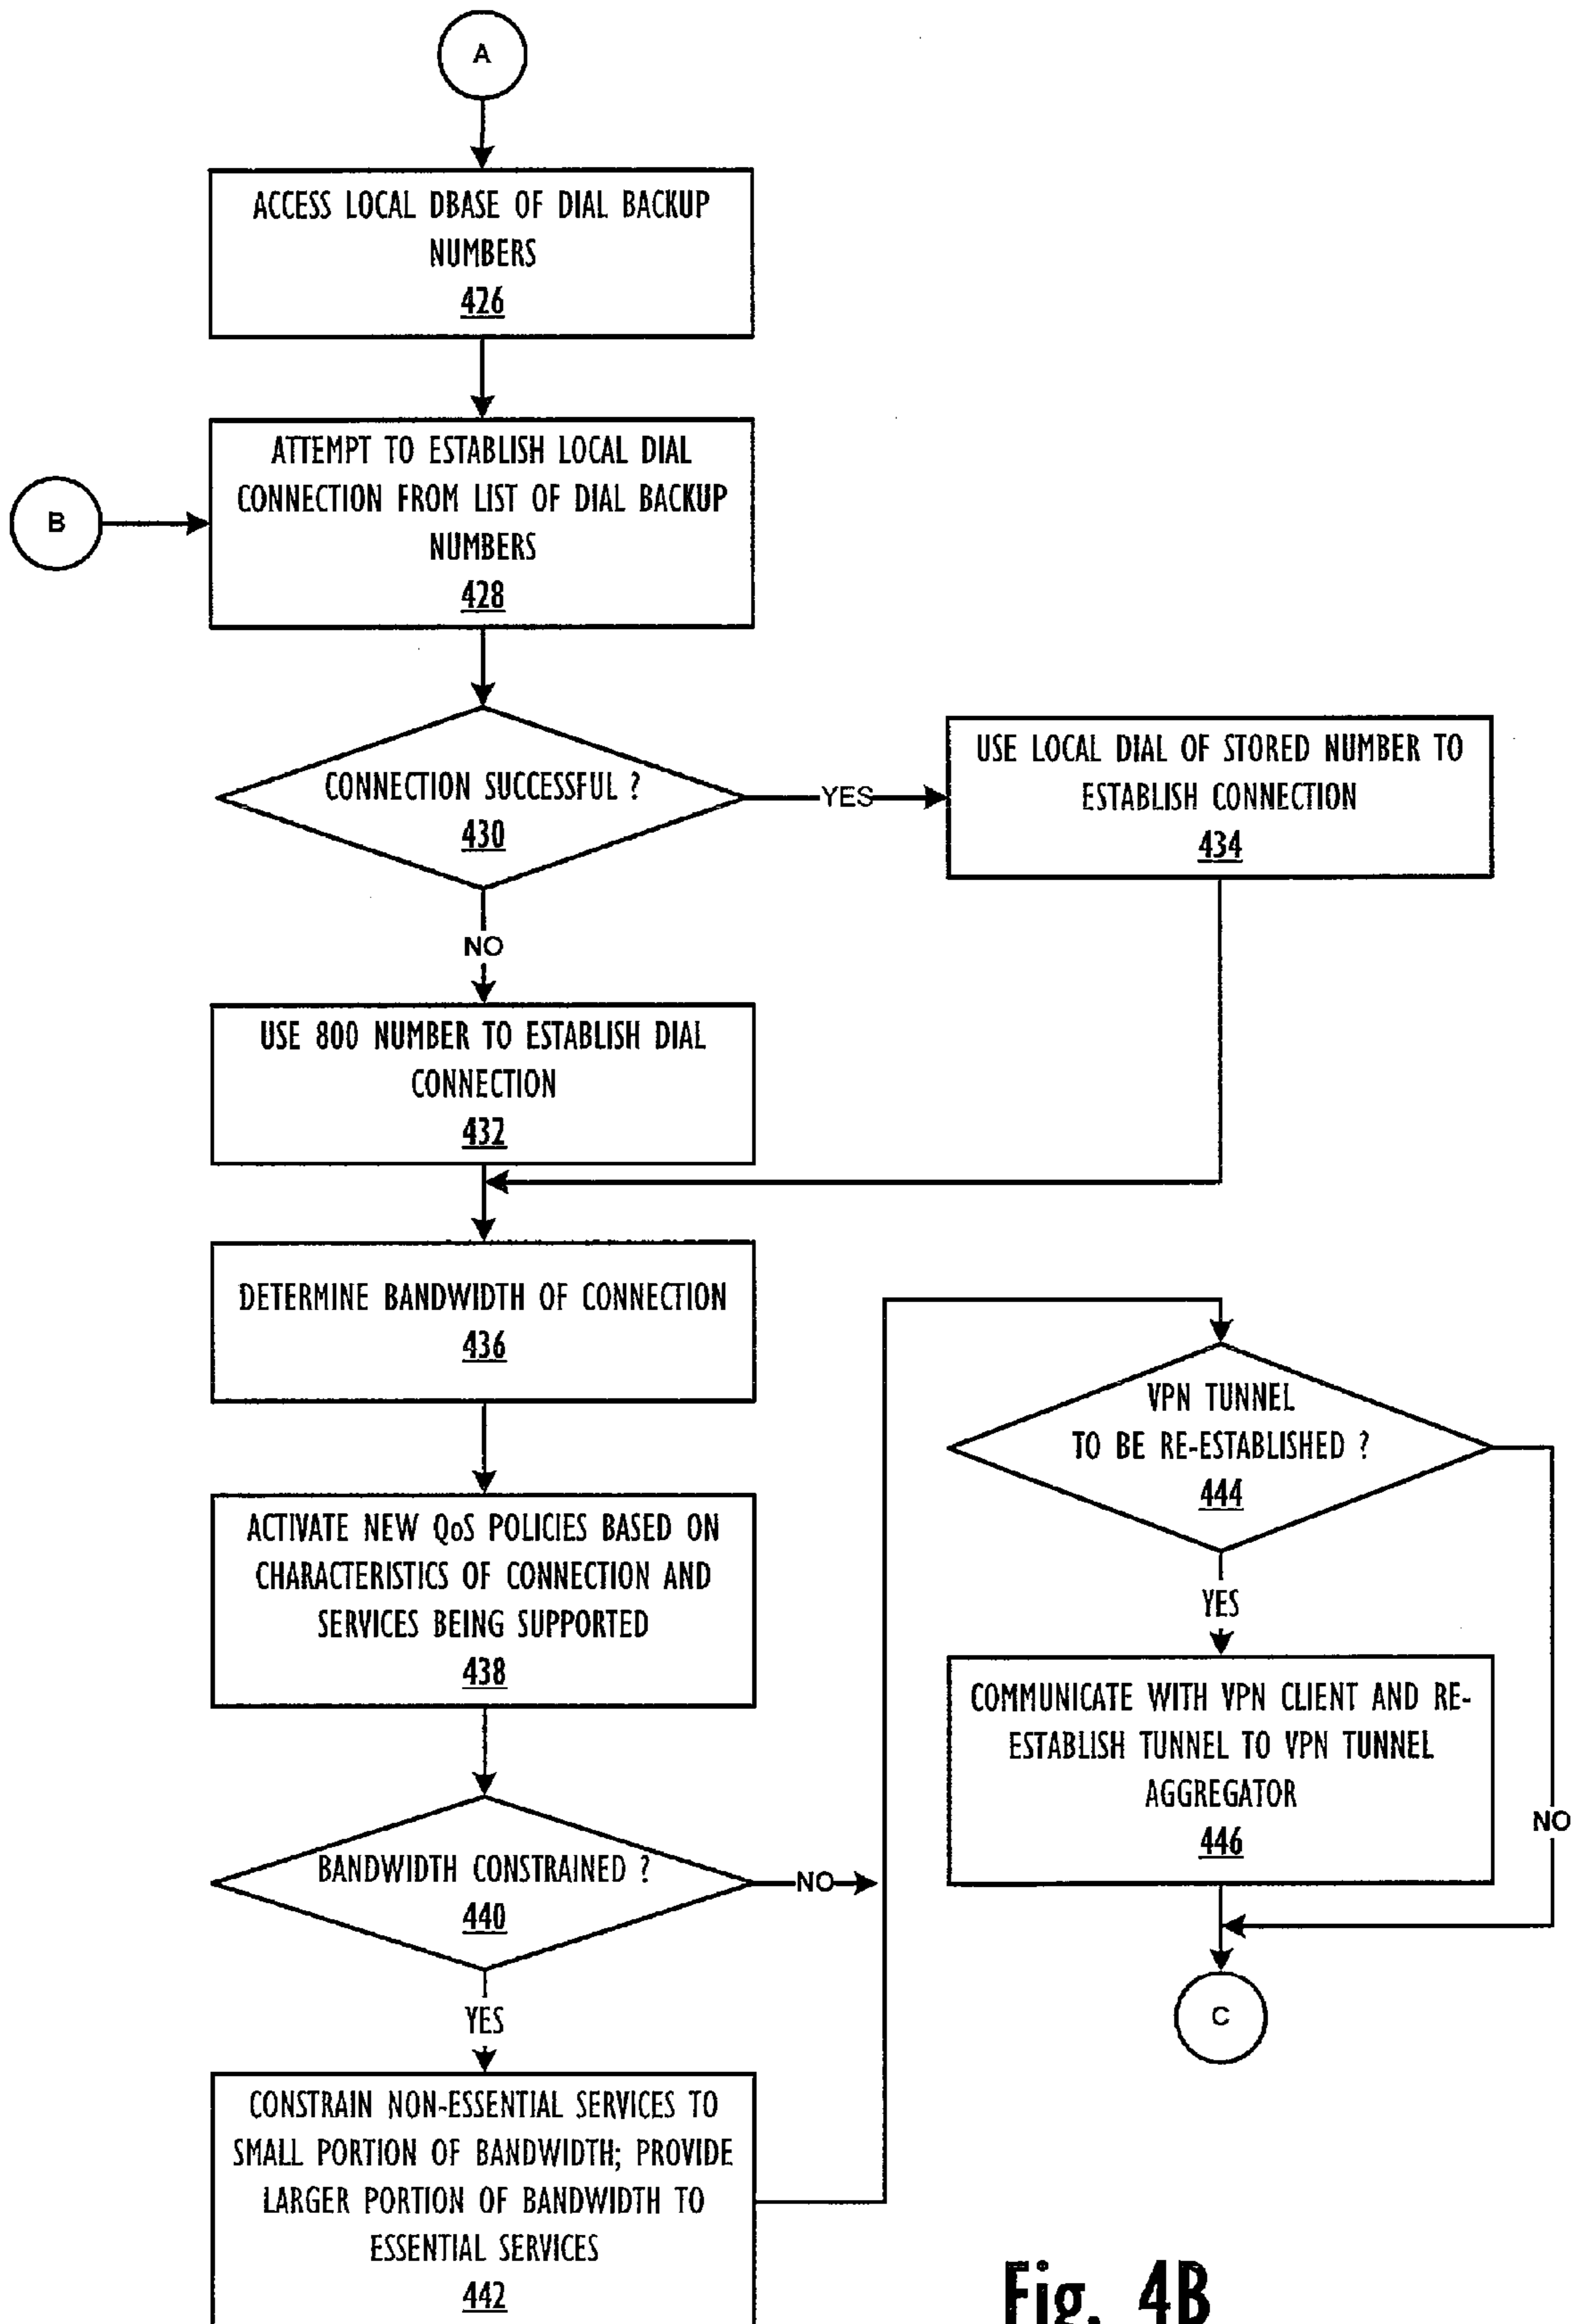 A
ACCESS LOCAL DBASE OF DIAL BACKUP
NUMBERS
426
ATTEMPT TO ESTABLISH LOCAL DIAL
CONNECTION FROM LIST OF DIAL BACKUP
NUMBERS
428
B
CONNECTION SUCCESSFUL ?
430
YES
USE LOCAL DIAL OF STORED NUMBER TO
ESTABLISH CONNECTION
434
NO
USE 800 NUMBER TO ESTABLISH DIAL
CONNECTION
432
DETERMINE BANDWIDTH OF CONNECTION
436
ACTIVATE NEW QoS POLICIES BASED ON
CHARACTERISTICS OF CONNECTION AND
SERVICES BEING SUPPORTED
438
BANDWIDTH CONSTRAINED ?
440
NO
YES
CONSTRAIN NON-ESSENTIAL SERVICES TO
SMALL PORTION OF BANDWIDTH; PROVIDE
LARGER PORTION OF BANDWIDTH TO
ESSENTIAL SERVICES
442
VPN TUNNEL
TO BE RE-ESTABLISHED ?
444
YES
COMMUNICATE WITH VPN CLIENT AND RE-
ESTABLISH TUNNEL TO VPN TUNNEL
AGGREGATOR
446
NO
C
Fig. 4B